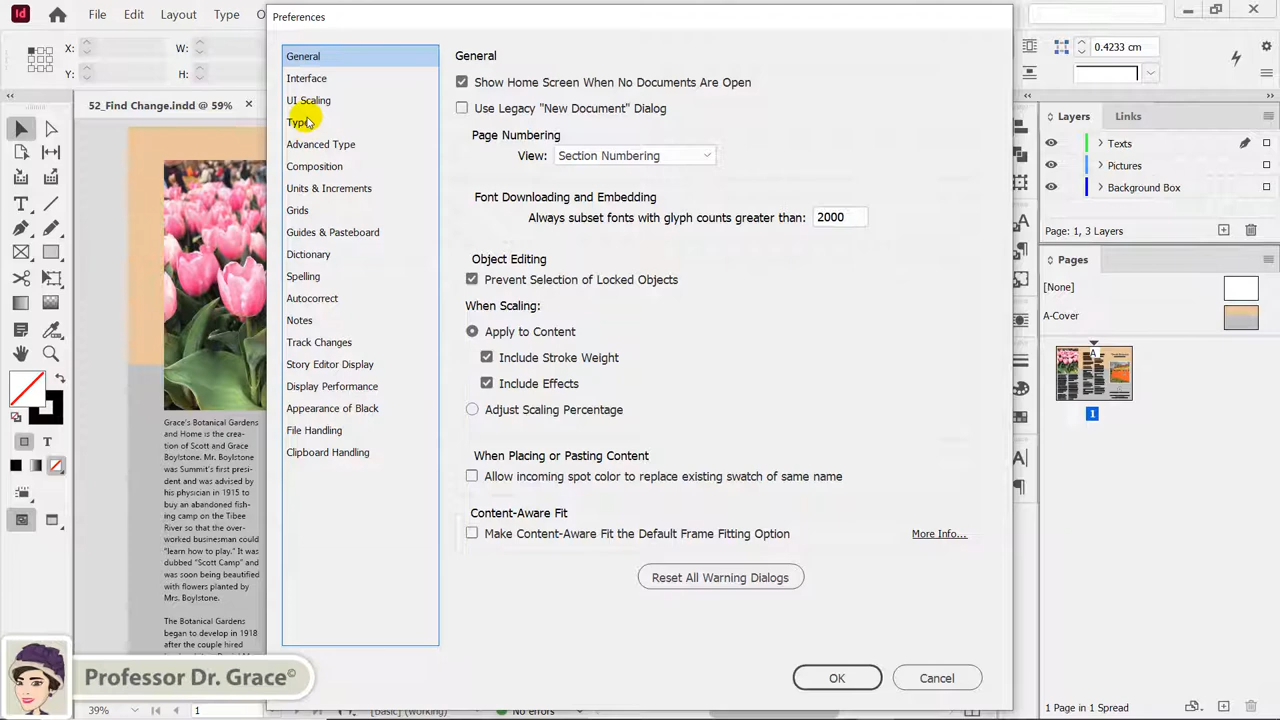 Preferences
File
Edit
Layout
Type
O
X:
W:
Y:
H:
0.4233 cm
52_Find Change.indd @ 59%
General
Interface
UI Scaling
Type
Advanced Type
Composition
Units & Increments
Grids
Guides & Pasteboard
Dictionary
Spelling
Autocorrect
Notes
Track Changes
Story Editor Display
Display Performance
Appearance of Black
File Handling
Clipboard Handling
General
Show Home Screen When No Documents Are Open
Use Legacy "New Document" Dialog
Page Numbering
View: Section Numbering
Font Downloading and Embedding
Always subset fonts with glyph counts greater than: 2000
Object Editing
Prevent Selection of Locked Objects
When Scaling:
Apply to Content
Include Stroke Weight
Include Effects
Adjust Scaling Percentage
When Placing or Pasting Content
Allow incoming spot color to replace existing swatch of same name
Content-Aware Fit
Make Content-Aware Fit the Default Frame Fitting Option
More Info...
Reset All Warning Dialogs
OK
Cancel
Layers
Links
Texts
Pictures
Background Box
Page: 1, 3 Layers
Pages
[None]
A-Cover
A
1
1 Page in 1 Spread
Grace's Botanical Gardens
and Home is the crea-
tion of Scott and Grace
Boylstone. Mr. Boylstone
was Summit's first presi-
dent and was advised by
his physician in 1915 to
buy an abandoned fish-
ing camp on the Tibee
River so that the over-
worked businesman could
"learn how to play." It was
dubbed "Scott Camp" and
was soon being beautified
with flowers planted by
Mrs. Boylstone.
The Botanical Gardens
began to develop in 1918
after the couple hired
Professor Dr. Grace©
39%
1
[Basic] (working)
No errors